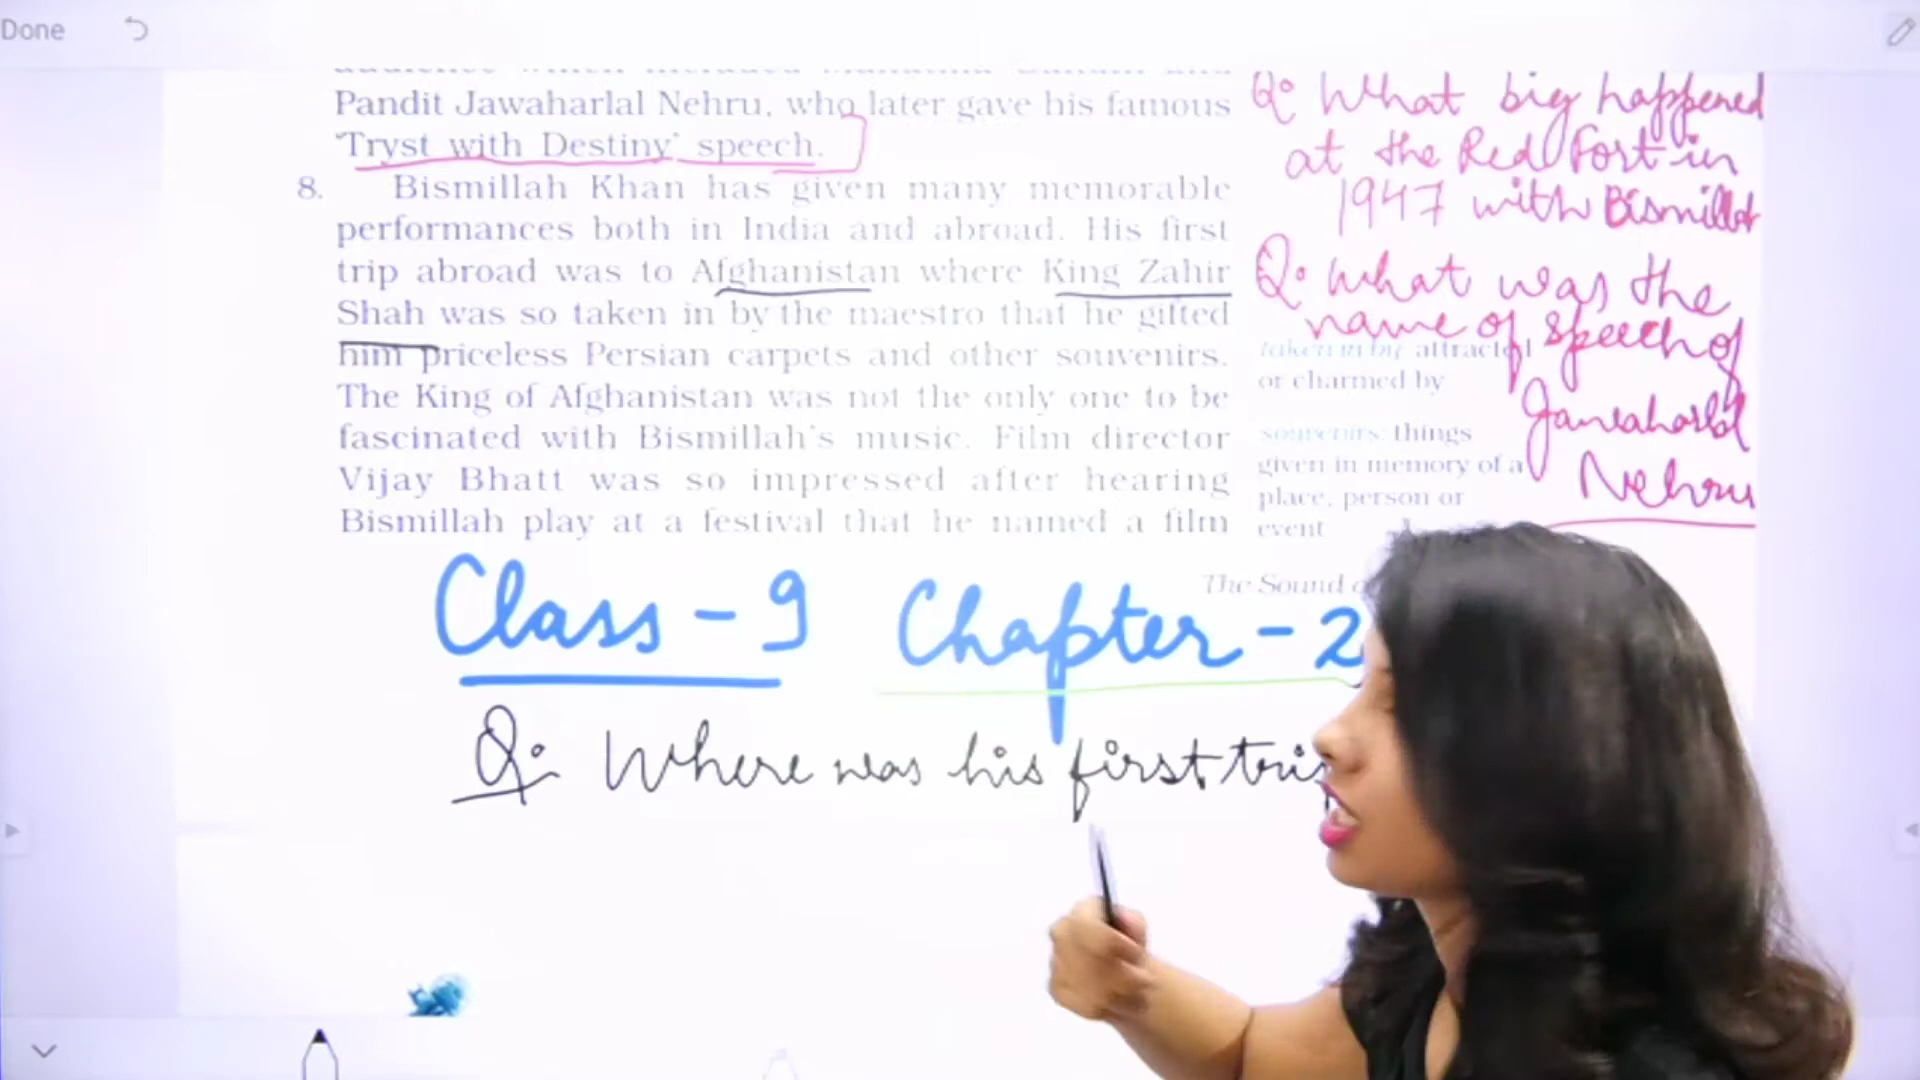 Done
Pandit Jawaharlal Nehru, who later gave his famous
'Tryst with Destiny' speech.
8. Bismillah Khan has given many memorable
performances both in India and abroad. His first
trip abroad was to Afghanistan where King Zahir
Shah was so taken in by the maestro that he gifted
him priceless Persian carpets and other souvenirs.
The King of Afghanistan was not the only one to be
fascinated with Bismillah's music. Film director
Vijay Bhatt was so impressed after hearing
Bismillah play at a festival that he named a film
Q: What big happened
at the Red Fort in
1947 with Bismillah
Q: What was the
name of speech of
Jawaharlal
Nehru
taken in by: attracted
or charmed by
souvenirs: things
given in memory of a
place, person or
event
The Sound
Class - 9 Chapter - 2
Q: Where was his first